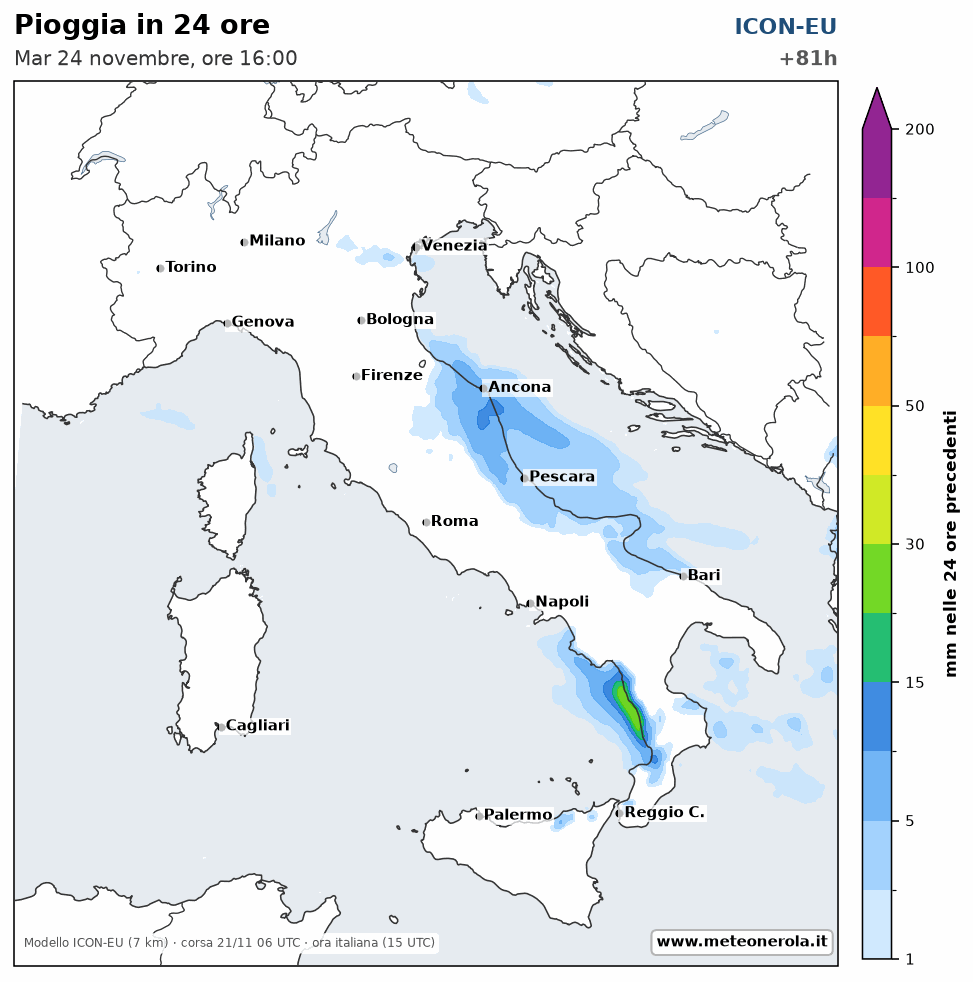 Pioggia in 24 ore
ICON-EU
Mar 24 novembre, ore 16:00
+81h
200
100
50
30
15
5
1
mm nelle 24 ore precedenti
Milano
Venezia
Torino
Genova
Bologna
Firenze
Ancona
Pescara
Roma
Bari
Napoli
Cagliari
Palermo
Reggio C.
Modello ICON-EU (7 km) · corsa 21/11 06 UTC · ora italiana (15 UTC)
www.meteonerola.it